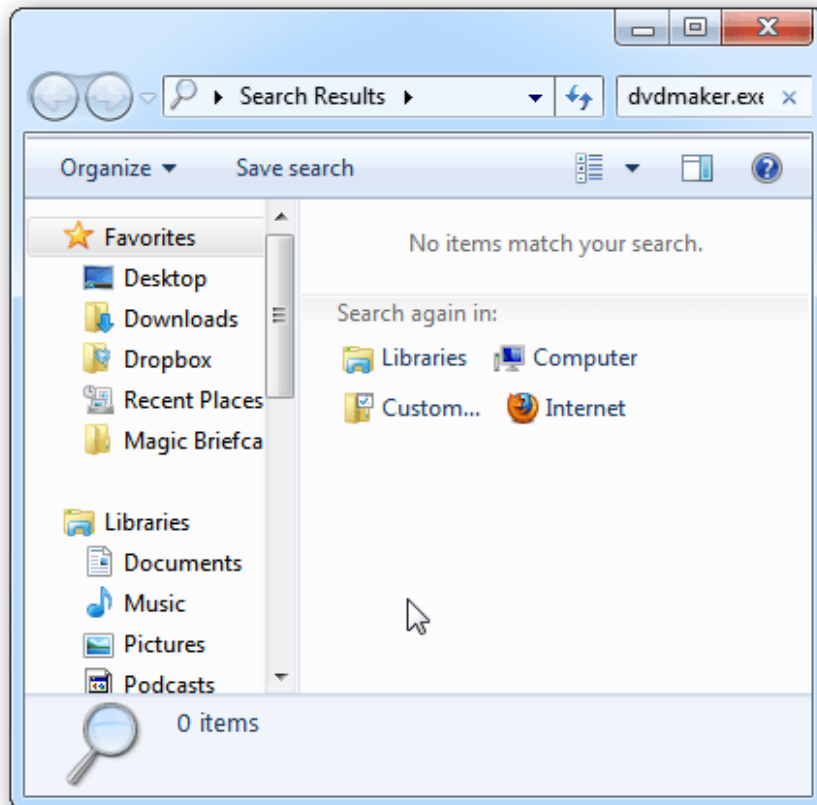 Search Results
dvdmaker.exe
Organize
Save search
Favorites
Desktop
Downloads
Dropbox
Recent Places
Magic Briefca
Libraries
Documents
Music
Pictures
Podcasts
No items match your search.
Search again in:
Libraries Computer
Custom... Internet
0 items